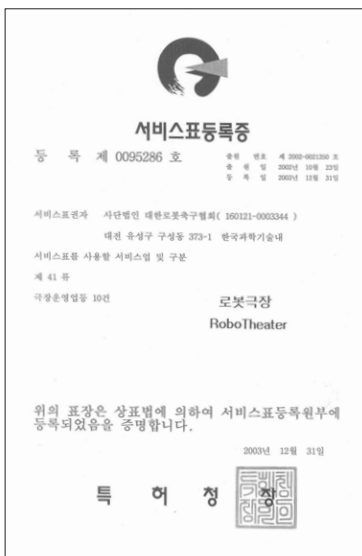 서비스표등록증
등 록 제 0095286 호
출원 번호 제 2002-0021350 호
출 원 일 2002년 10월 23일
등 록 일 2003년 12월 31일
서비스표권자 사단법인 대한로봇축구협회( 160121-0003344 )
대전 유성구 구성동 373-1 한국과학기술내
서비스표를 사용할 서비스업 및 구분
제 41 류
극장운영업등 10건
로봇극장
RoboTheater
위의 표장은 상표법에 의하여 서비스표등록원부에
등록되었음을 증명합니다.
2003년 12월 31일
특 허 청 장